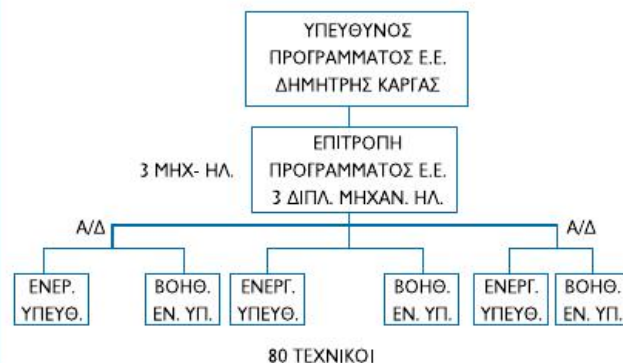 ΥΠΕΥΘΥΝΟΣ
ΠΡΟΓΡΑΜΜΑΤΟΣ Ε.Ε.
ΔΗΜΗΤΡΗΣ ΚΑΡΓΑΣ
3 ΜΗΧ- ΗΛ.
ΕΠΙΤΡΟΠΗ
ΠΡΟΓΡΑΜΜΑΤΟΣ Ε.Ε.
3 ΔΙΠΛ. ΜΗΧΑΝ. ΗΛ.
Α/Δ
Α/Δ
ΕΝΕΡ.
ΥΠΕΥΘ.
ΒΟΗΘ.
ΕΝ. ΥΠ.
ΕΝΕΡΓ.
ΥΠΕΥΘ.
ΒΟΗΘ.
ΕΝ. ΥΠ.
ΕΝΕΡΓ.
ΥΠΕΥΘ.
ΒΟΗΘ.
ΕΝ. ΥΠ.
80 ΤΕΧΝΙΚΟΙ